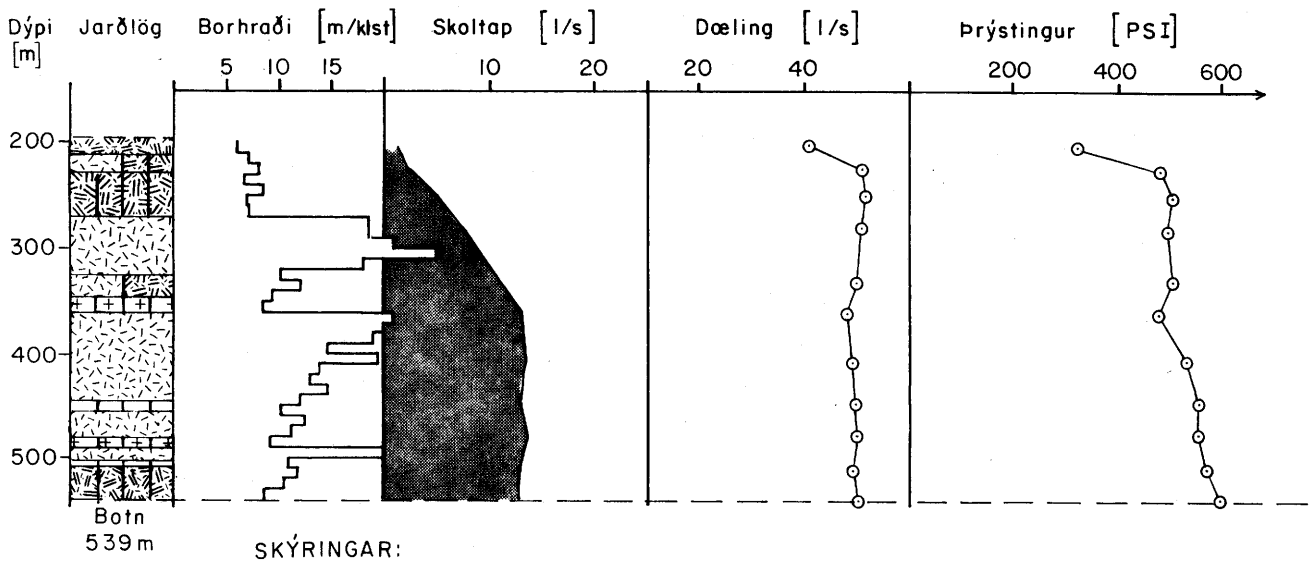 Dýpi Jarðlög Borhraði [m/klst] Skoltap [l/s] Dæling [l/s] Þrýstingur [PSI]
[m]
5 10 15 10 20 20 40 200 400 600
200
300
400
500
Botn
539 m
SKÝRINGAR: